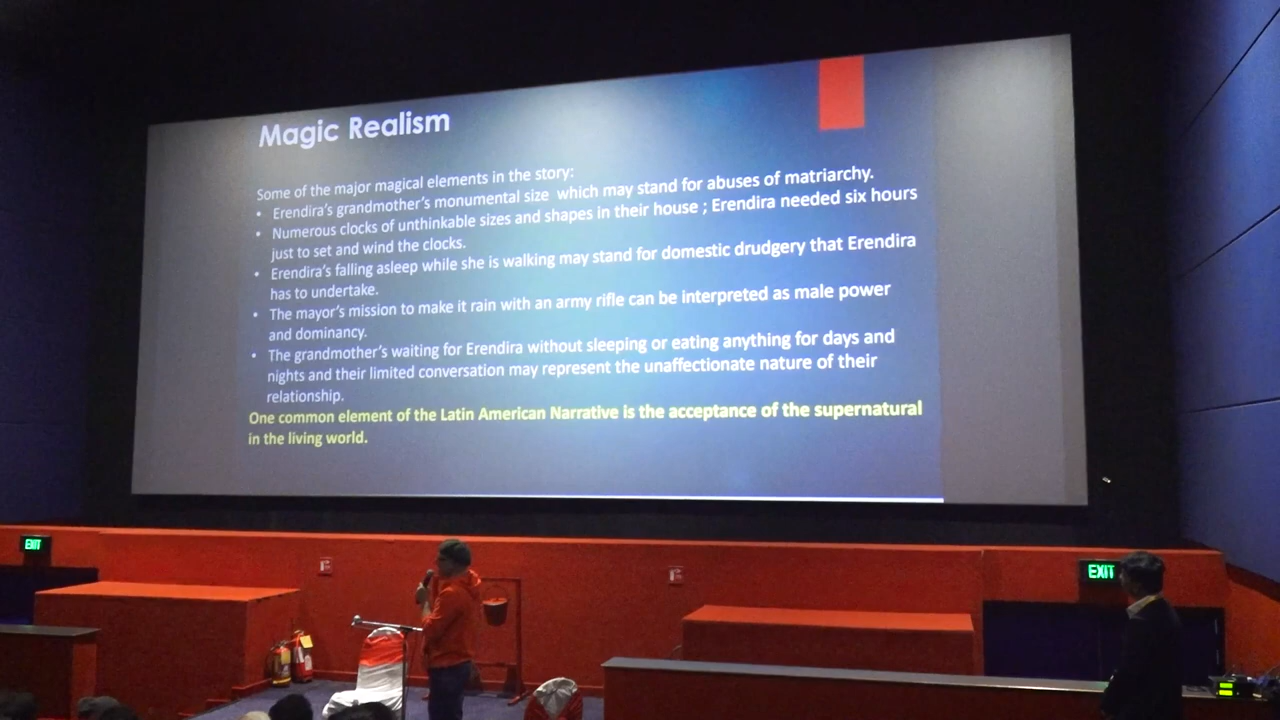 Magic Realism
Some of the major magical elements in the story:
• Erendira's grandmother's monumental size which may stand for abuses of matriarchy.
• Numerous clocks of unthinkable sizes and shapes in their house ; Erendira needed six hours
just to set and wind the clocks.
• Erendira's falling asleep while she is walking may stand for domestic drudgery that Erendira
has to undertake.
• The mayor's mission to make it rain with an army rifle can be interpreted as male power
and dominancy.
• The grandmother's waiting for Erendira without sleeping or eating anything for days and
nights and their limited conversation may represent the unaffectionate nature of their
relationship.
One common element of the Latin American Narrative is the acceptance of the supernatural
in the living world.
EXIT
EXIT